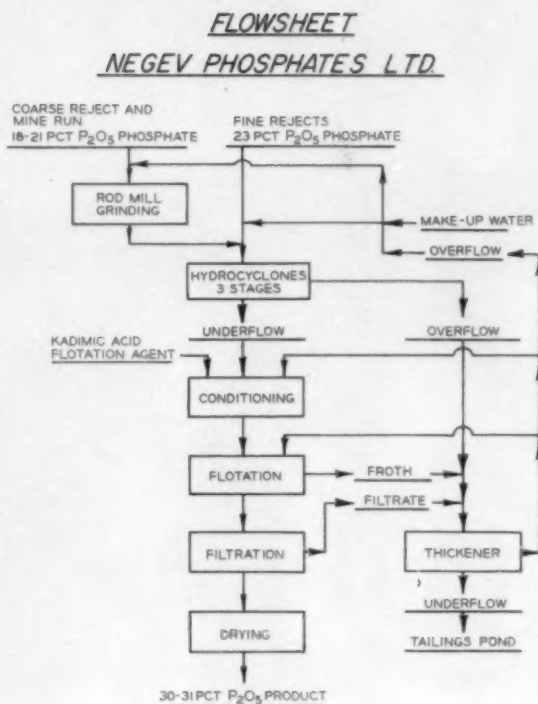 FLOWSHEET
NEGEV PHOSPHATES LTD.
COARSE REJECT AND
MINE RUN
18-21 PCT P₂O₅ PHOSPHATE
FINE REJECTS
23 PCT P₂O₅ PHOSPHATE
ROD MILL
GRINDING
MAKE-UP WATER
OVERFLOW
HYDROCYCLONES
3 STAGES
UNDERFLOW
OVERFLOW
KADIMIC ACID
FLOTATION AGENT
CONDITIONING
FLOTATION
FROTH
FILTRATE
FILTRATION
THICKENER
UNDERFLOW
DRYING
TAILINGS POND
30-31 PCT P₂O₅ PRODUCT